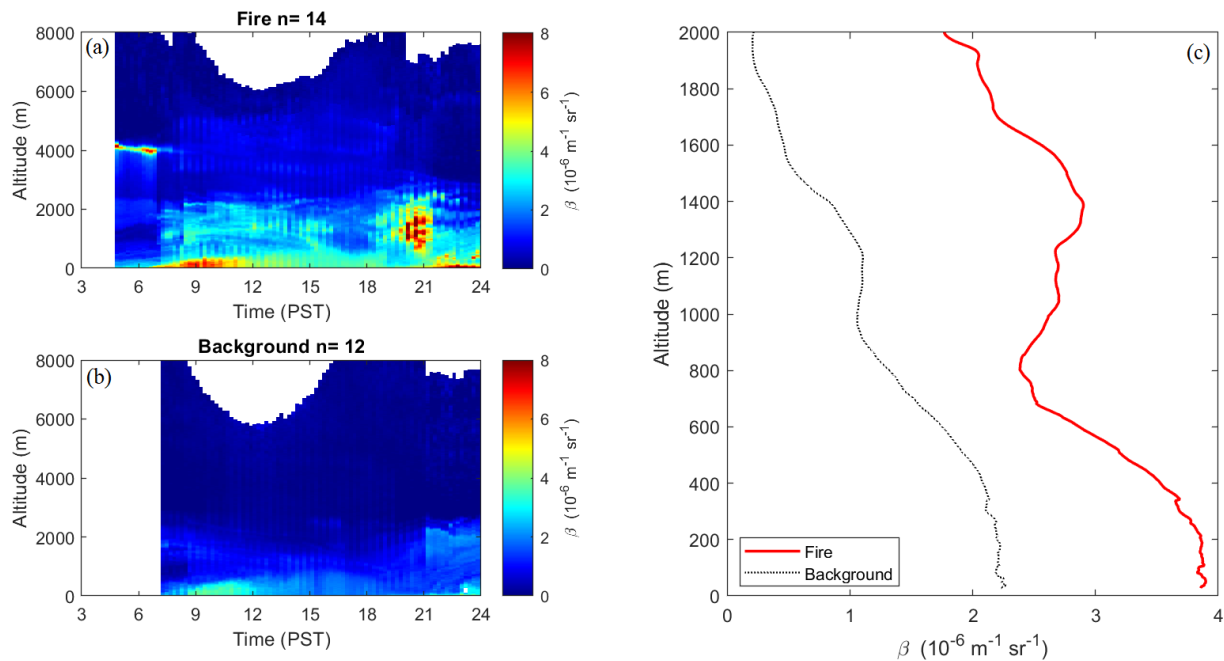 Fire n= 14
(a)
8000
6000
4000
2000
0
Altitude (m)
3 6 9 12 15 18 21 24
Time (PST)
8
6
4
2
0
β (10⁻⁶ m⁻¹ sr⁻¹)
Background n= 12
(b)
8000
6000
4000
2000
0
Altitude (m)
3 6 9 12 15 18 21 24
Time (PST)
8
6
4
2
0
β (10⁻⁶ m⁻¹ sr⁻¹)
(c)
2000
1800
1600
1400
1200
1000
800
600
400
200
0
Altitude (m)
Fire
Background
0 1 2 3 4
β (10⁻⁶ m⁻¹ sr⁻¹)